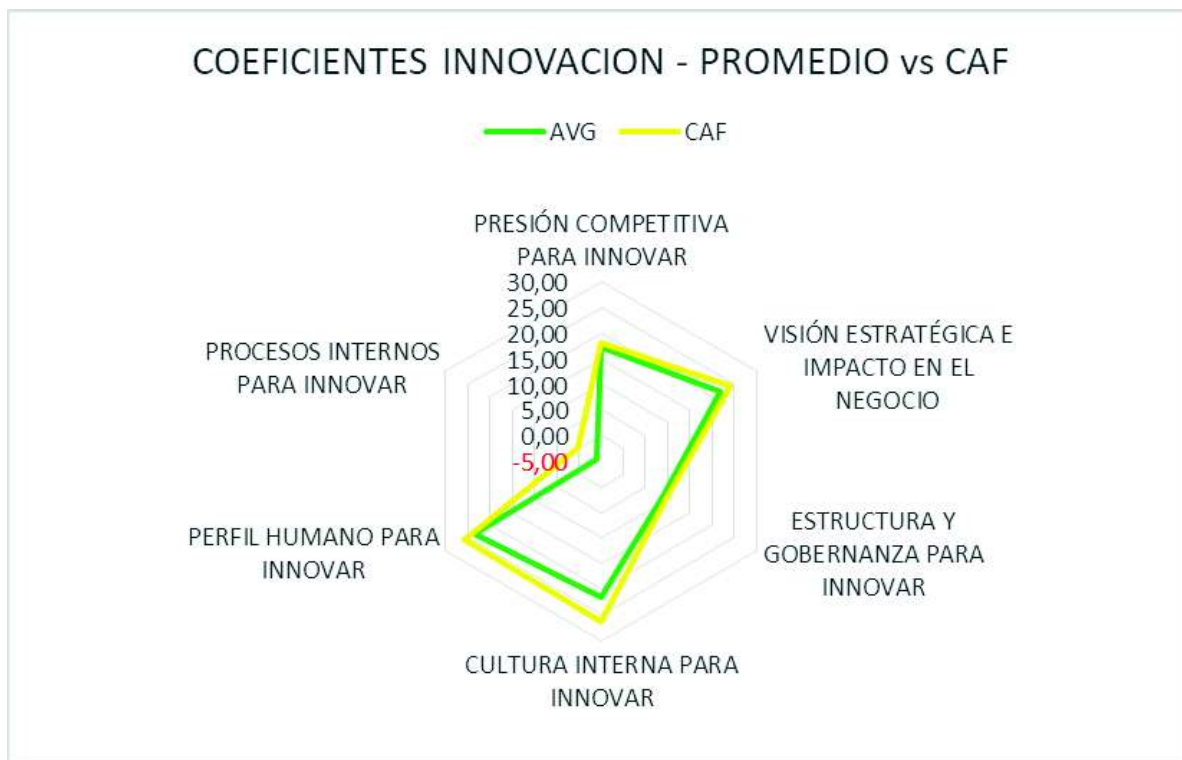 COEFICIENTES INNOVACION - PROMEDIO vs CAF
AVG CAF
PRESIÓN COMPETITIVA
PARA INNOVAR
30,00
25,00
20,00
15,00
10,00
5,00
0,00
-5,00
VISIÓN ESTRATÉGICA E
IMPACTO EN EL
NEGOCIO
ESTRUCTURA Y
GOBERNANZA PARA
INNOVAR
CULTURA INTERNA PARA
INNOVAR
PERFIL HUMANO PARA
INNOVAR
PROCESOS INTERNOS
PARA INNOVAR